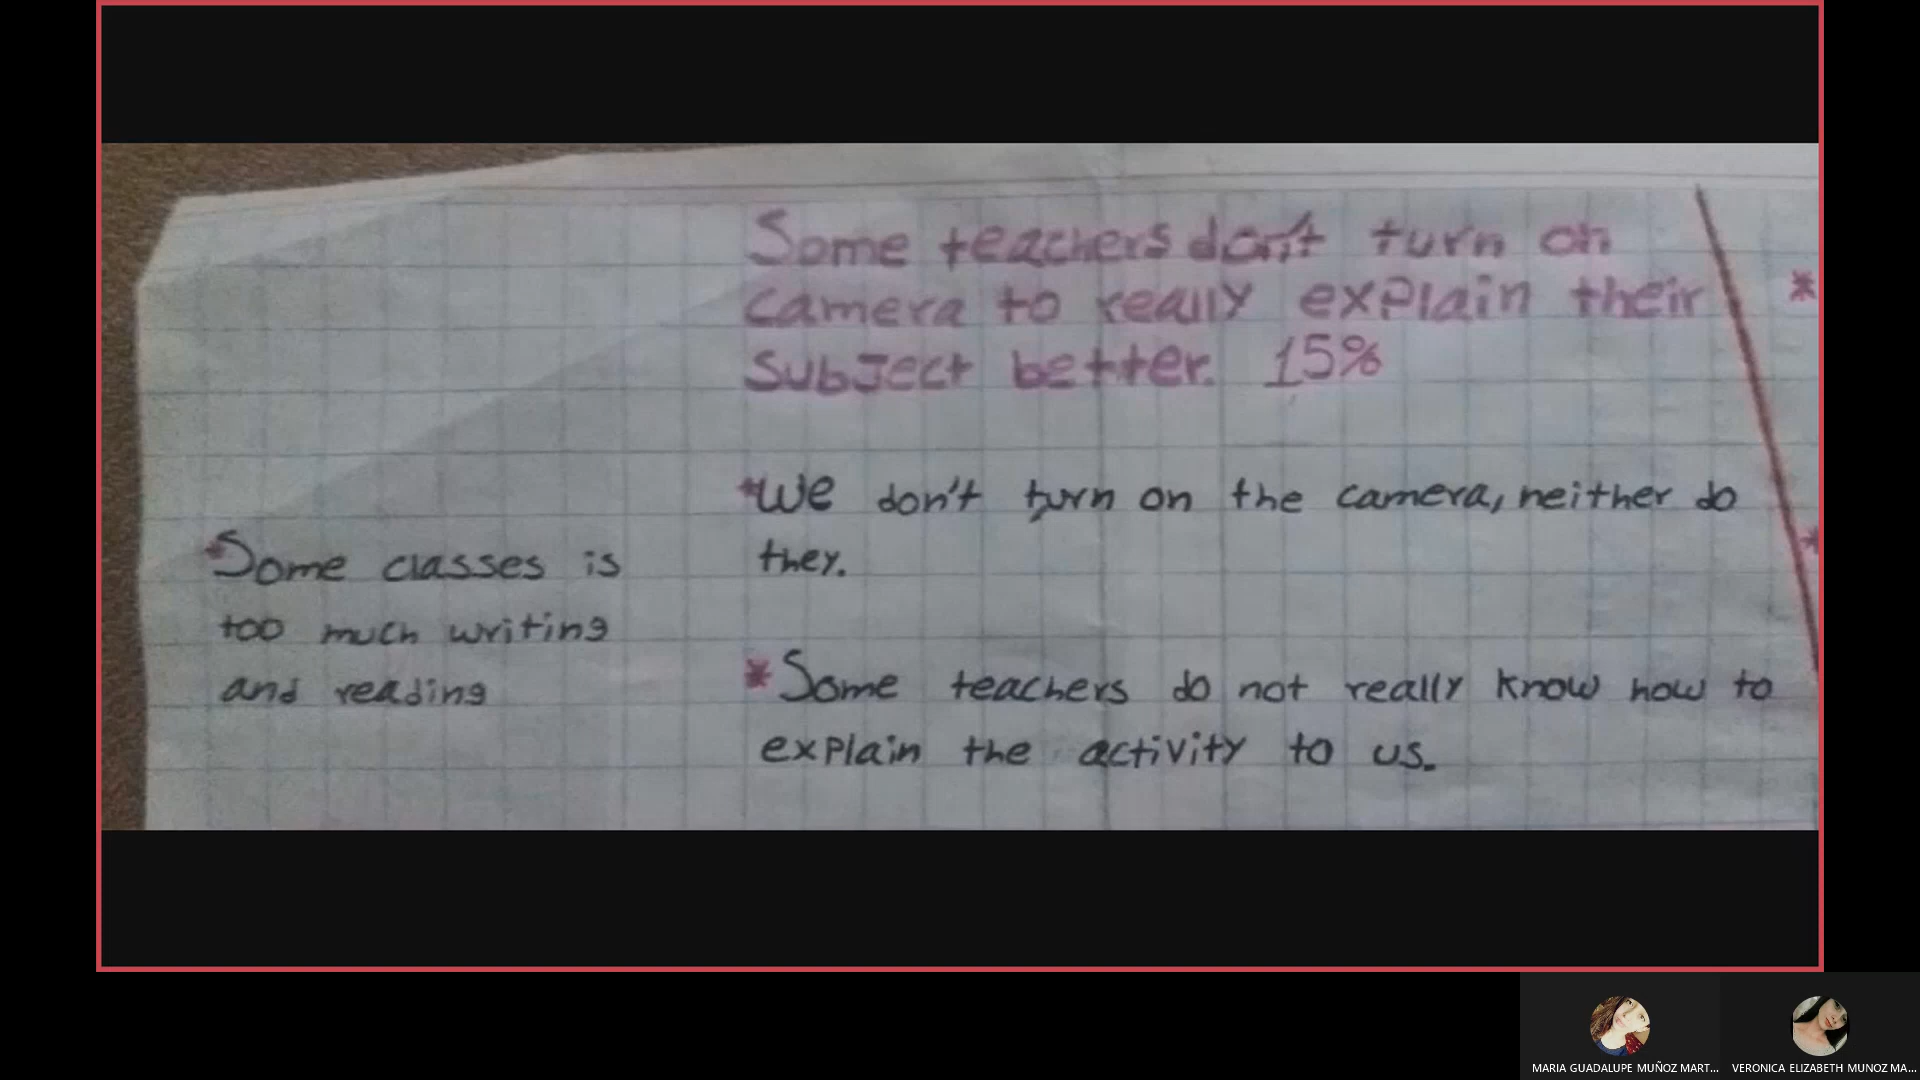 Some teachers don't turn on
camera to really explain their
subject better. 15%
*We don't turn on the camera, neither do
they.
*Some classes is
too much writing
and reading
*Some teachers do not really know how to
explain the activity to us.
MARIA GUADALUPE MUÑOZ MART...
VERONICA ELIZABETH MUNOZ MA...